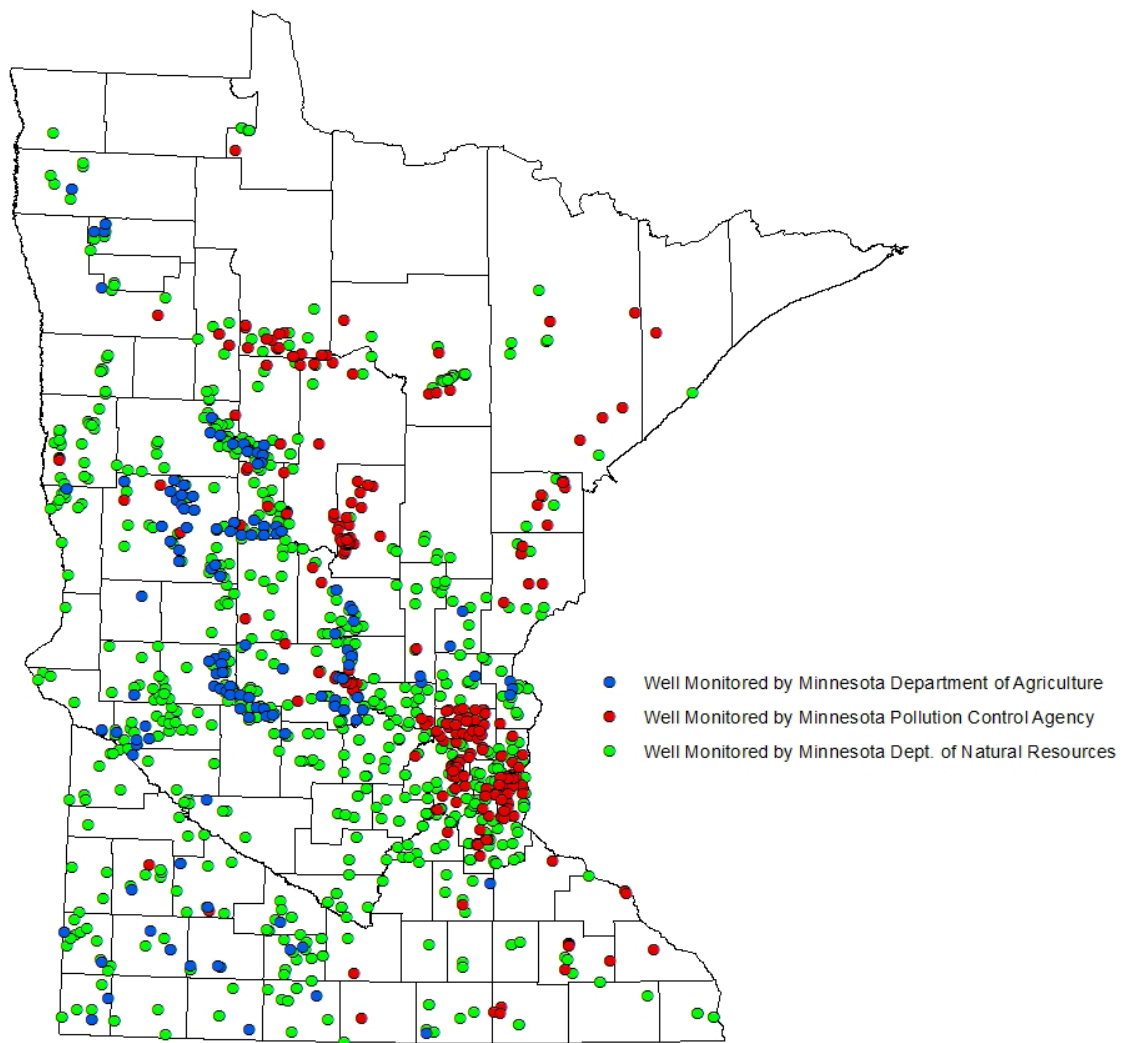 Well Monitored by Minnesota Department of Agriculture
Well Monitored by Minnesota Pollution Control Agency
Well Monitored by Minnesota Dept. of Natural Resources